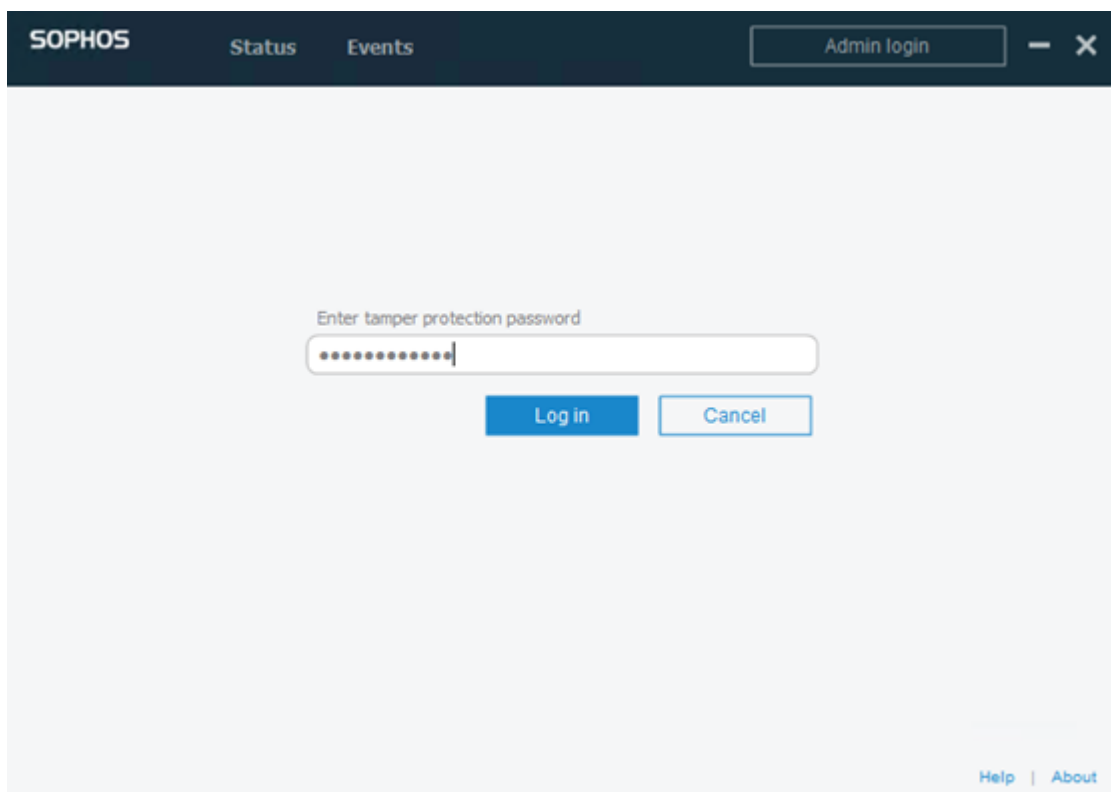 SOPHOS Status Events Admin login
Enter tamper protection password
••••••••••••
Log in Cancel
Help | About